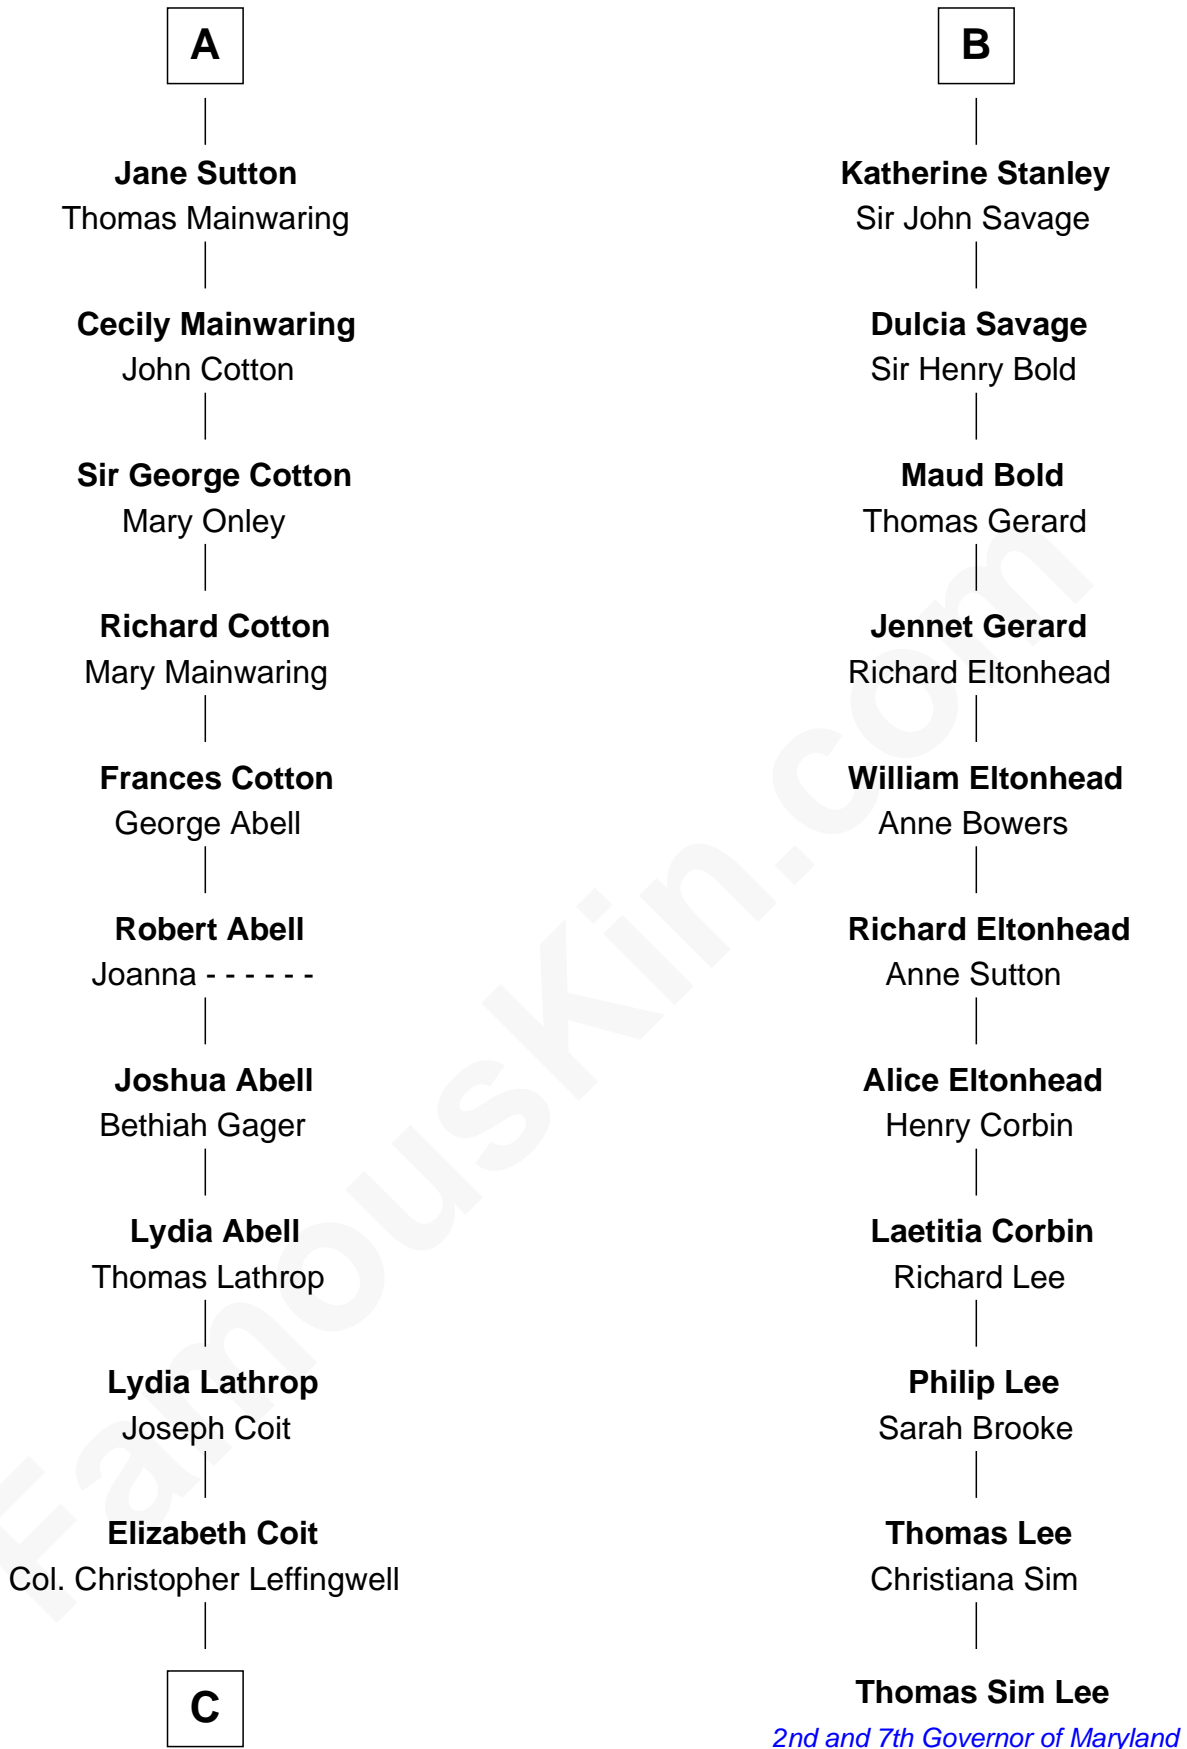 A
Jane Sutton
Thomas Mainwaring
Cecily Mainwaring
John Cotton
Sir George Cotton
Mary Onley
Richard Cotton
Mary Mainwaring
Frances Cotton
George Abell
Robert Abell
Joanna - - - - - -
Joshua Abell
Bethiah Gager
Lydia Abell
Thomas Lathrop
Lydia Lathrop
Joseph Coit
Elizabeth Coit
Col. Christopher Leffingwell
C
B
Katherine Stanley
Sir John Savage
Dulcia Savage
Sir Henry Bold
Maud Bold
Thomas Gerard
Jennet Gerard
Richard Eltonhead
William Eltonhead
Anne Bowers
Richard Eltonhead
Anne Sutton
Alice Eltonhead
Henry Corbin
Laetitia Corbin
Richard Lee
Philip Lee
Sarah Brooke
Thomas Lee
Christiana Sim
Thomas Sim Lee
2nd and 7th Governor of Maryland
FamousKin.com